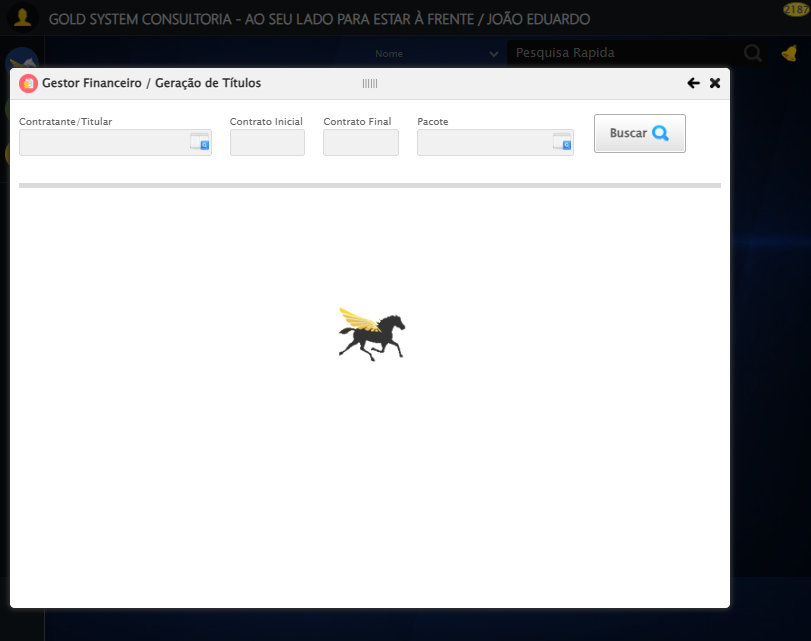 GOLD SYSTEM CONSULTORIA - AO SEU LADO PARA ESTAR À FRENTE / JOÃO EDUARDO
2187
Nome
Pesquisa Rapida
Gestor Financeiro / Geração de Títulos
Contratante/Titular
Contrato Inicial
Contrato Final
Pacote
Buscar